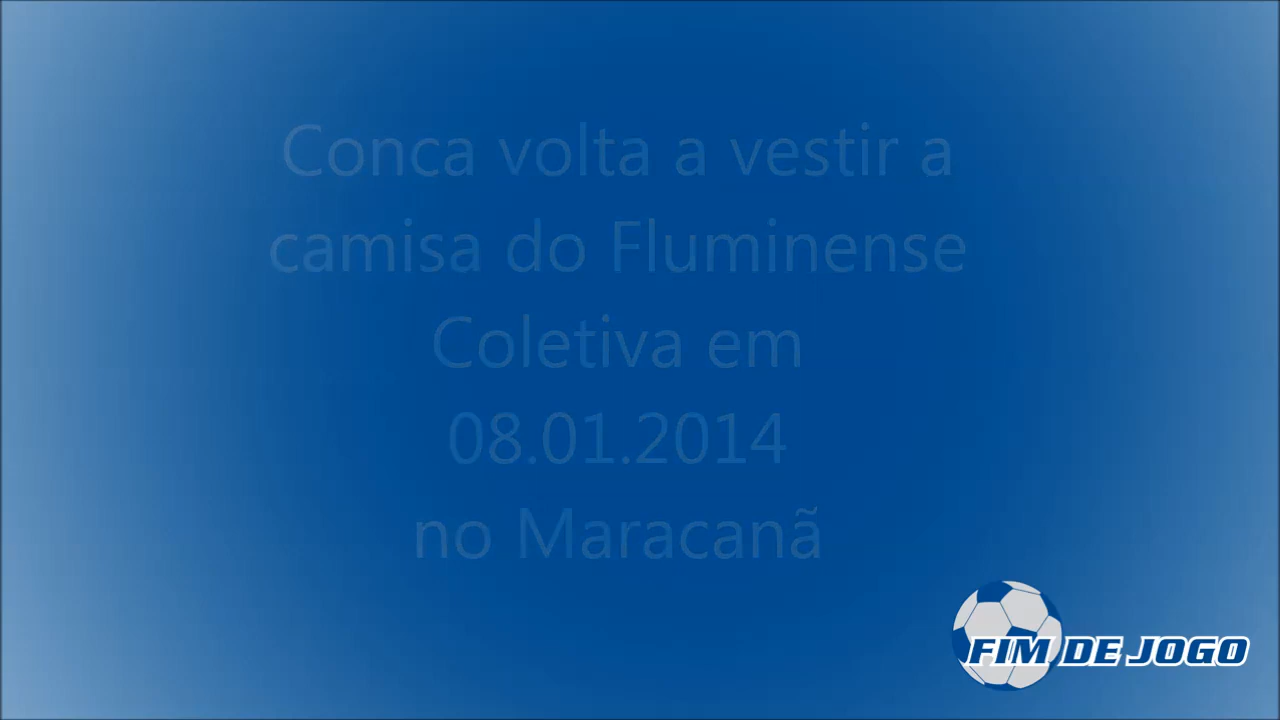 Conca volta a vestir a
camisa do Fluminense
Coletiva em
08.01.2014
no Maracanã
FIM DE JOGO